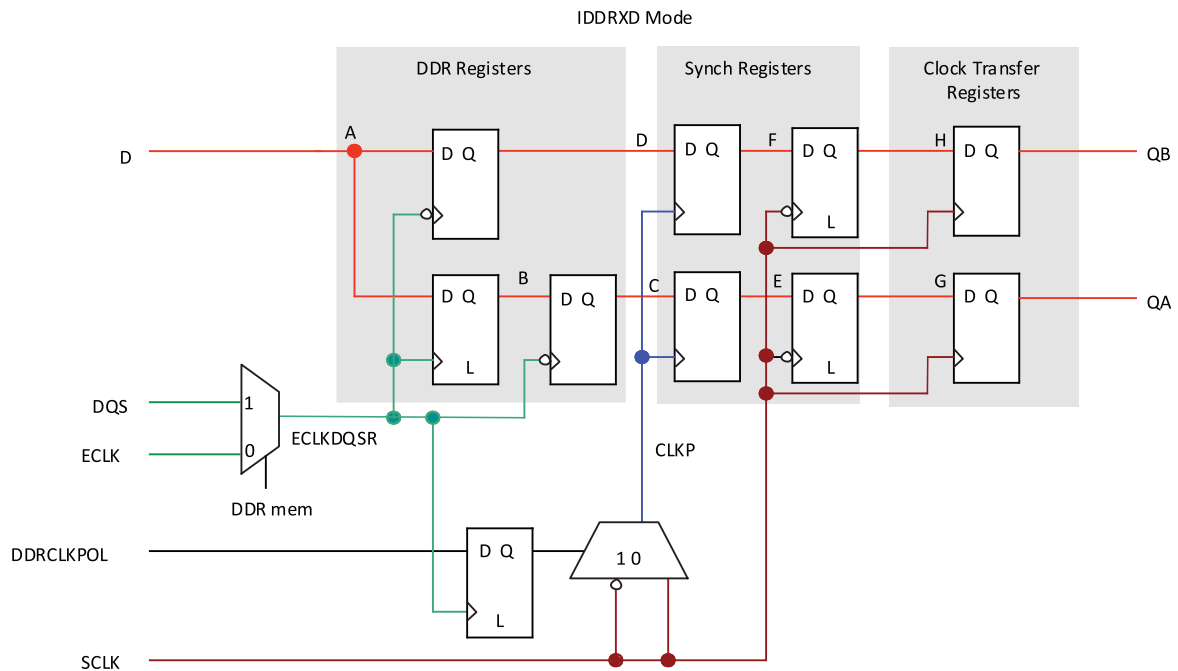 IDDRXD Mode
DDR Registers
Synch Registers
Clock Transfer
Registers
A
D
D Q
D
D Q
F
D Q
L
H
D Q
QB
D Q
L
B
D Q
C
D Q
E
D Q
L
G
D Q
QA
DQS
1
ECLK
0
ECLKDQSR
DDR mem
CLKP
DDRCLKPOL
D Q
L
1 0
SCLK